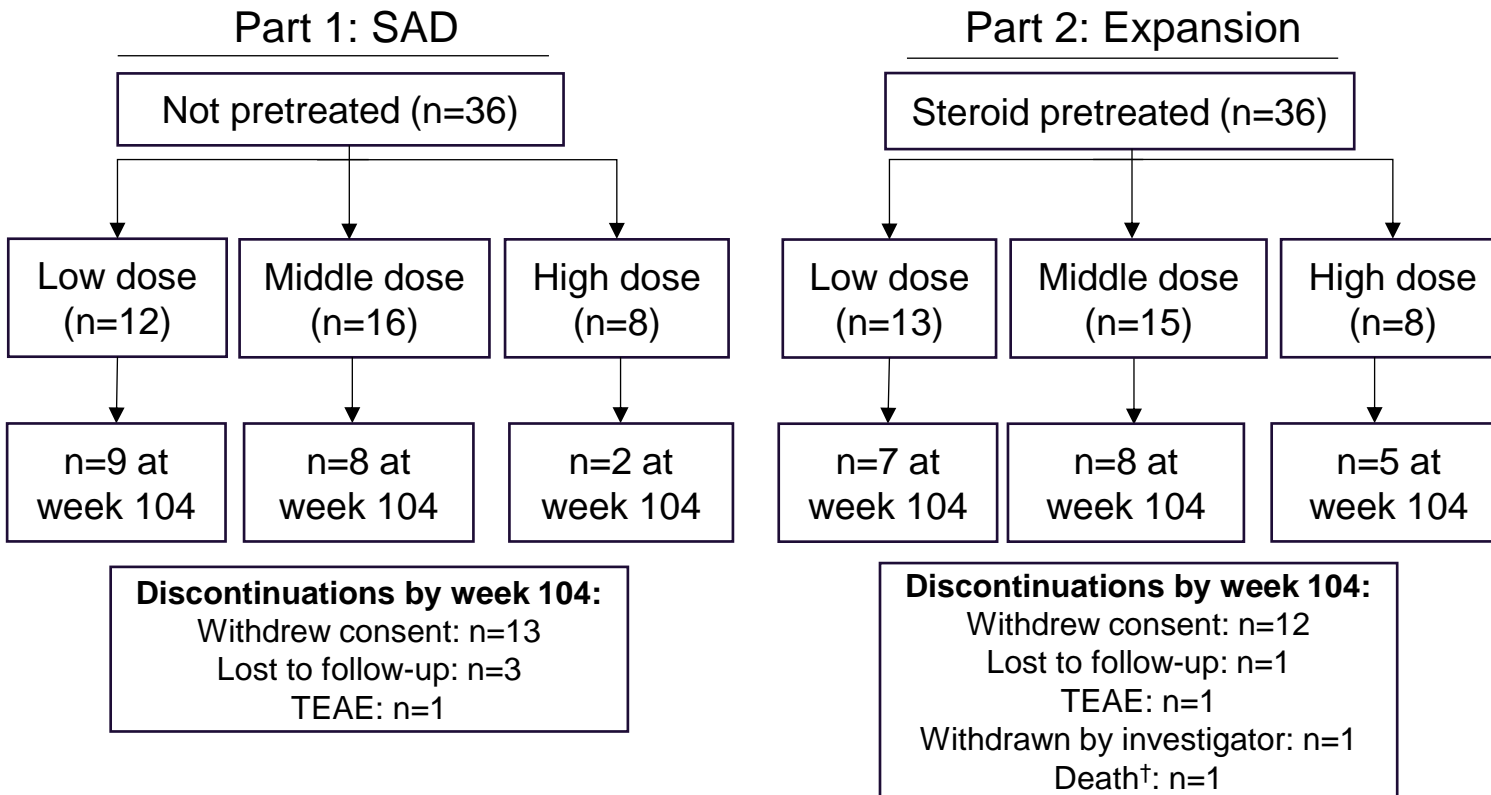 Part 1: SAD
Not pretreated (n=36)
Low dose
(n=12)
Middle dose
(n=16)
High dose
(n=8)
n=9 at
week 104
n=8 at
week 104
n=2 at
week 104
Discontinuations by week 104:
Withdrew consent: n=13
Lost to follow-up: n=3
TEAE: n=1
Part 2: Expansion
Steroid pretreated (n=36)
Low dose
(n=13)
Middle dose
(n=15)
High dose
(n=8)
n=7 at
week 104
n=8 at
week 104
n=5 at
week 104
Discontinuations by week 104:
Withdrew consent: n=12
Lost to follow-up: n=1
TEAE: n=1
Withdrawn by investigator: n=1
Death†: n=1